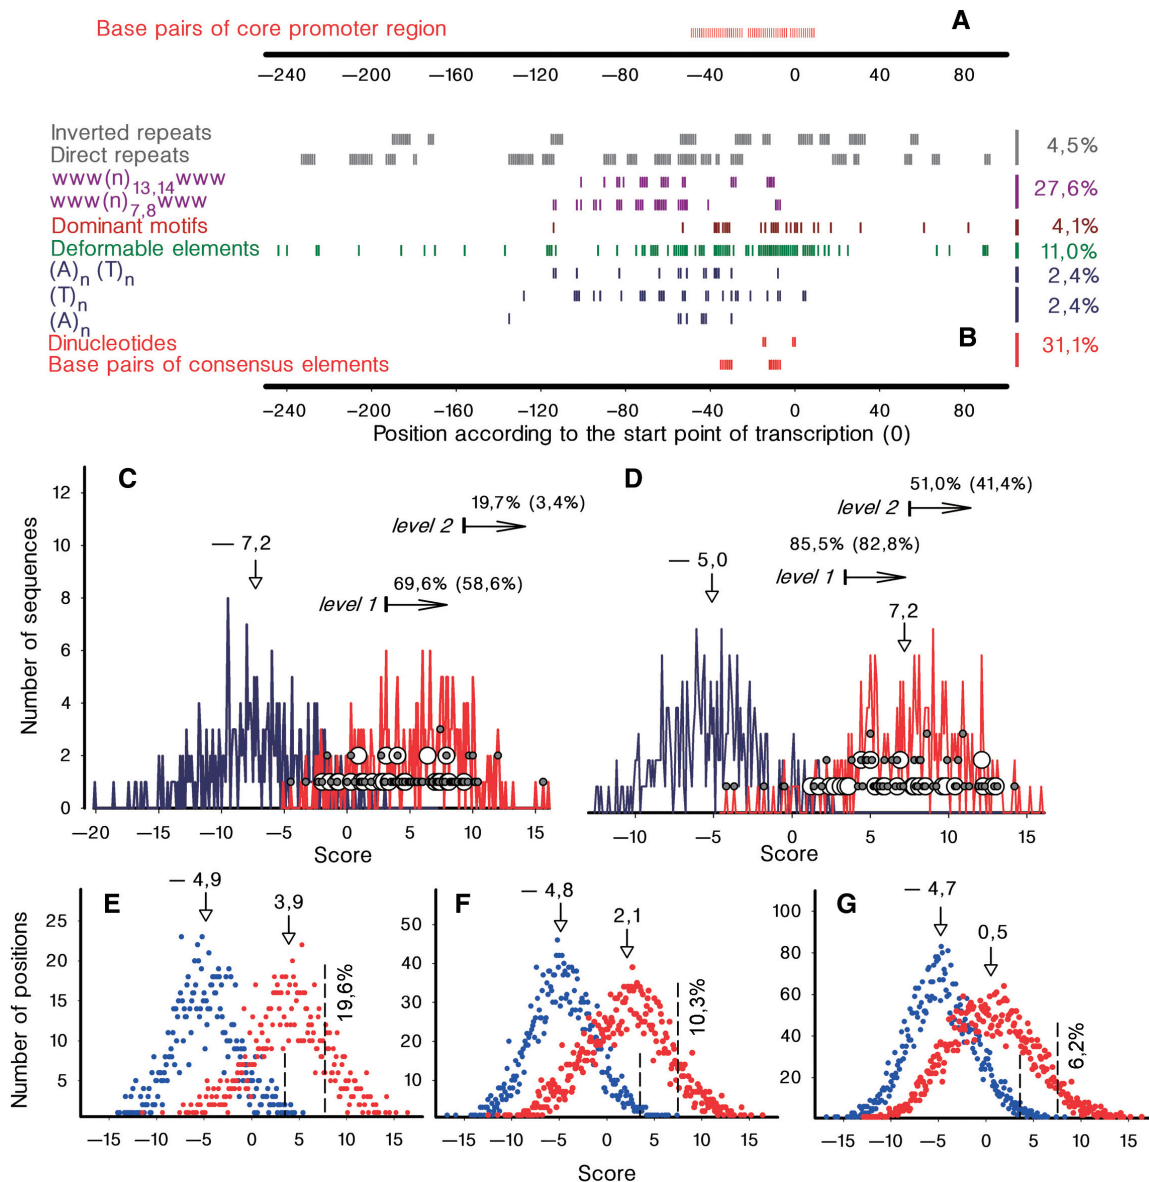 Base pairs of core promoter region
A
−240 −200 −160 −120 −80 −40 0 40 80
Inverted repeats
Direct repeats
4,5%
www(n)13,14www
www(n)7,8www
27,6%
Dominant motifs
4,1%
Deformable elements
11,0%
(A)n (T)n
2,4%
(T)n
(A)n
2,4%
Dinucleotides
B
31,1%
Base pairs of consensus elements
−240 −200 −160 −120 −80 −40 0 40 80
Position according to the start point of transcription (0)
C
Number of sequences
12
10
8
6
4
2
0
− 7,2
19,7% (3,4%)
level 2
69,6% (58,6%)
level 1
−20 −15 −10 −5 0 5 10 15
Score
D
51,0% (41,4%)
level 2
85,5% (82,8%)
level 1
− 5,0
7,2
−10 −5 0 5 10 15
Score
E
Number of positions
25
20
15
10
5
− 4,9
3,9
19,6%
−15 −10 −5 0 5 10 15
F
50
40
30
20
10
− 4,8
2,1
10,3%
−15 −10 −5 0 5 10 15
Score
G
100
80
60
40
20
− 4,7
0,5
6,2%
−15 −10 −5 0 5 10 15